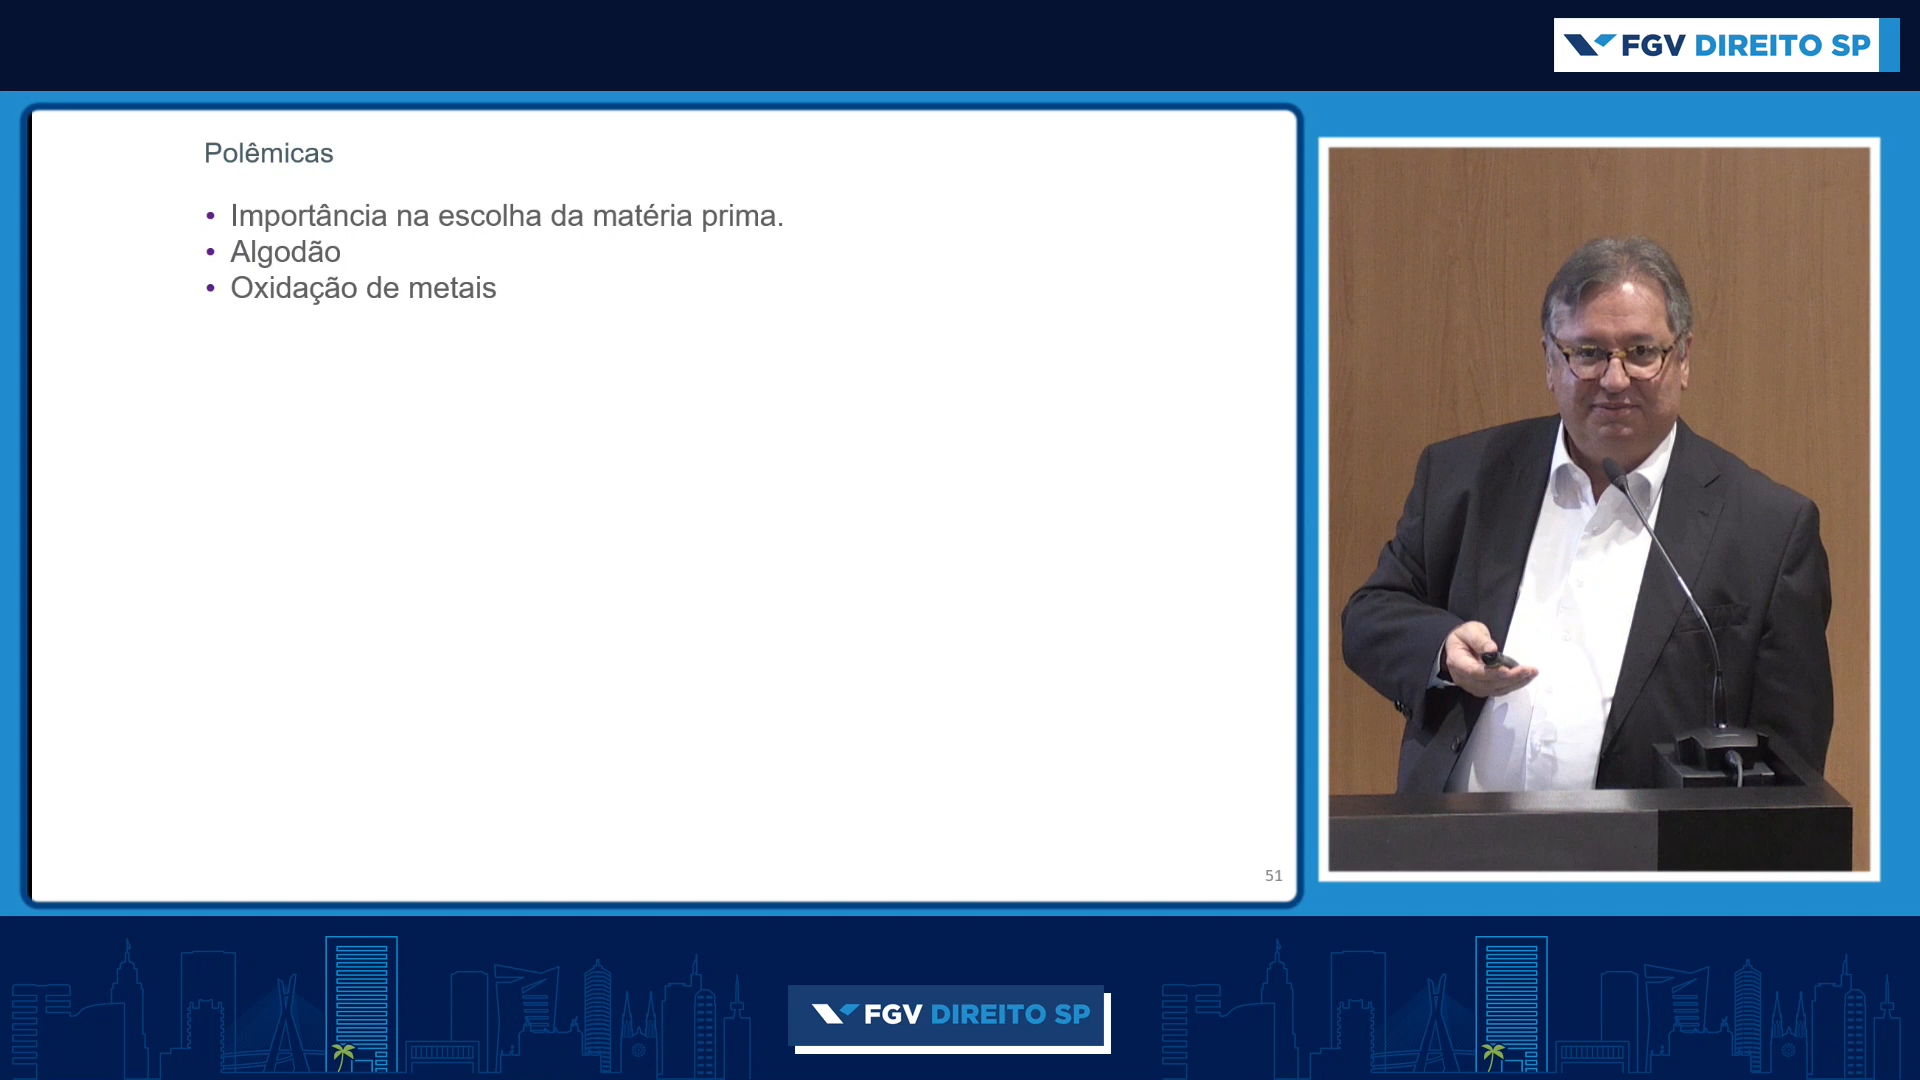 FGV DIREITO SP
Polêmicas
• Importância na escolha da matéria prima.
• Algodão
• Oxidação de metais
51
FGV DIREITO SP